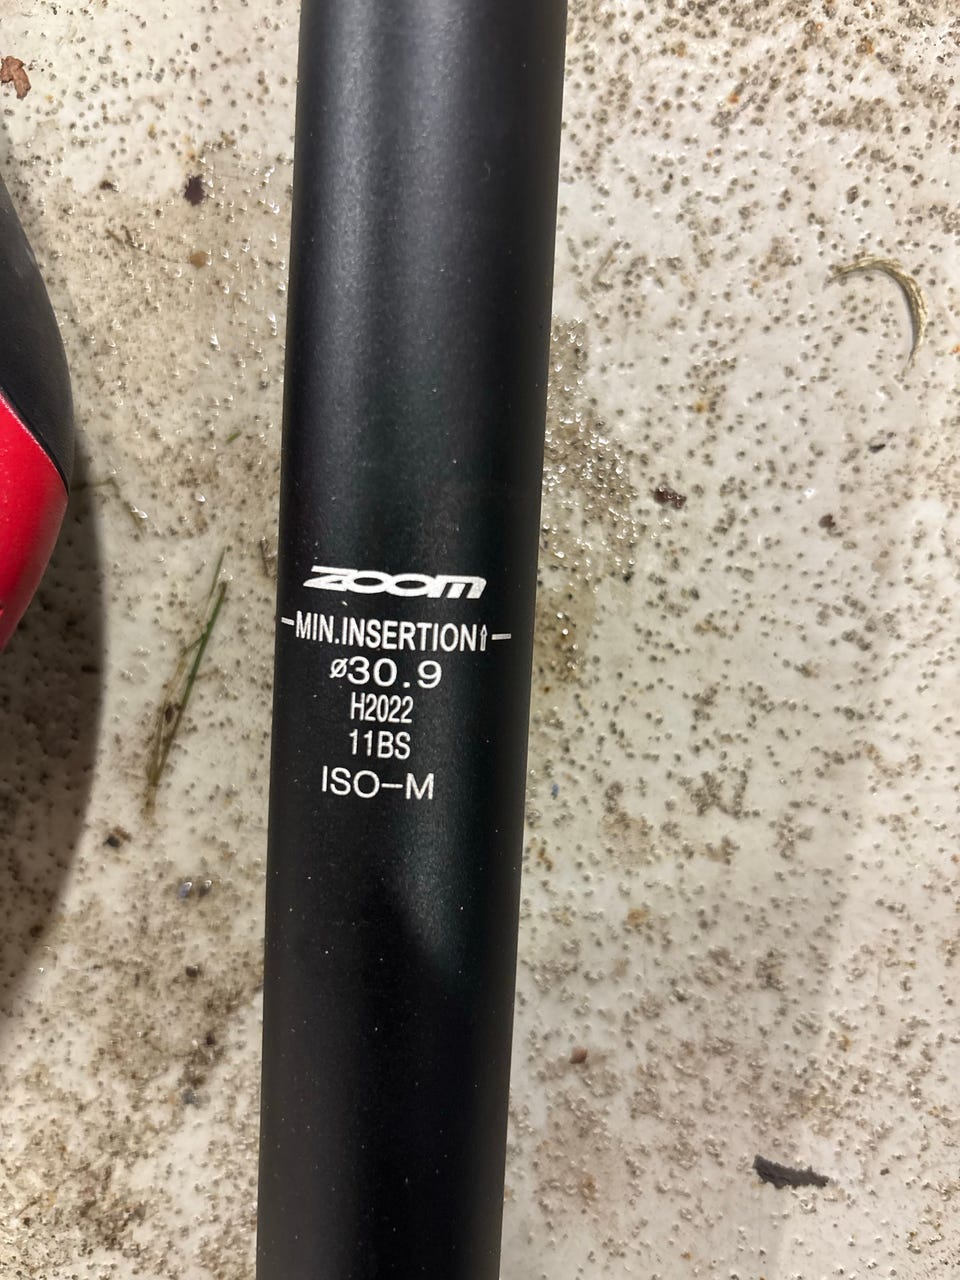 ZOOM
-MIN.INSERTION⇧-
ø30.9
H2022
11BS
ISO-M